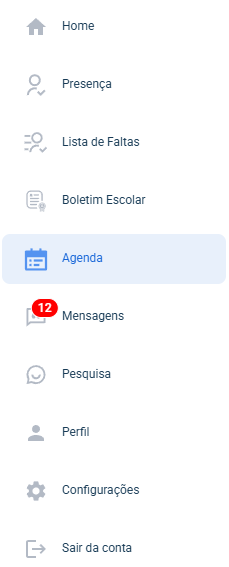 Home
Presença
Lista de Faltas
Boletim Escolar
Agenda
12
Mensagens
Pesquisa
Perfil
Configurações
Sair da conta